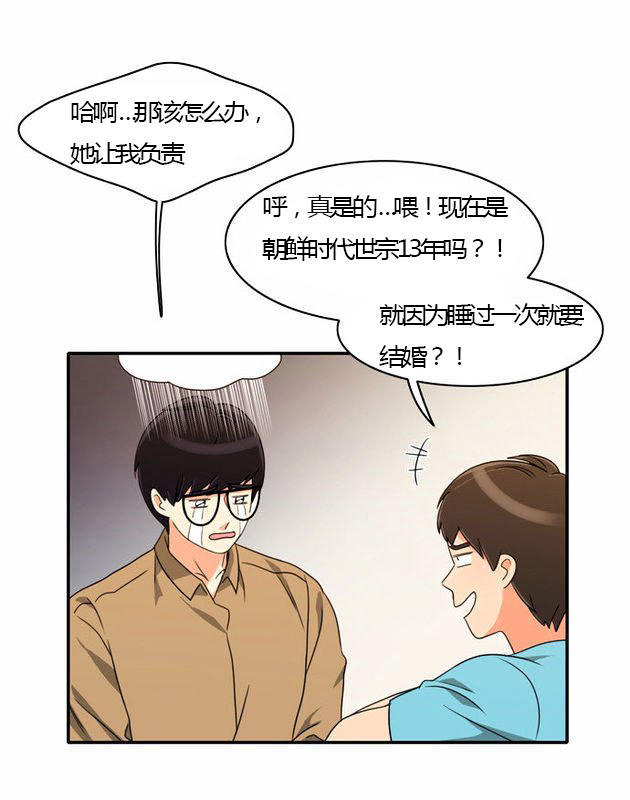 哈啊...那该怎么办，
她让我负责
呼，真是的...喂！现在是
朝鲜时代世宗13年吗？！
就因为睡过一次就要
结婚？！